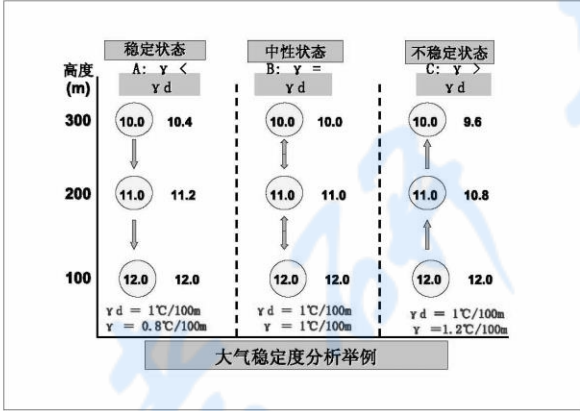 稳定状态 中性状态 不稳定状态
高度 A: γ < B: γ = C: γ >
(m) γd γd γd
300 10.0 10.4 10.0 10.0 10.0 9.6
200 11.0 11.2 11.0 11.0 11.0 10.8
100 12.0 12.0 12.0 12.0 12.0 12.0
γd = 1℃/100m γd = 1℃/100m γd = 1℃/100m
γ = 0.8℃/100m γ = 1℃/100m γ =1.2℃/100m
大气稳定度分析举例